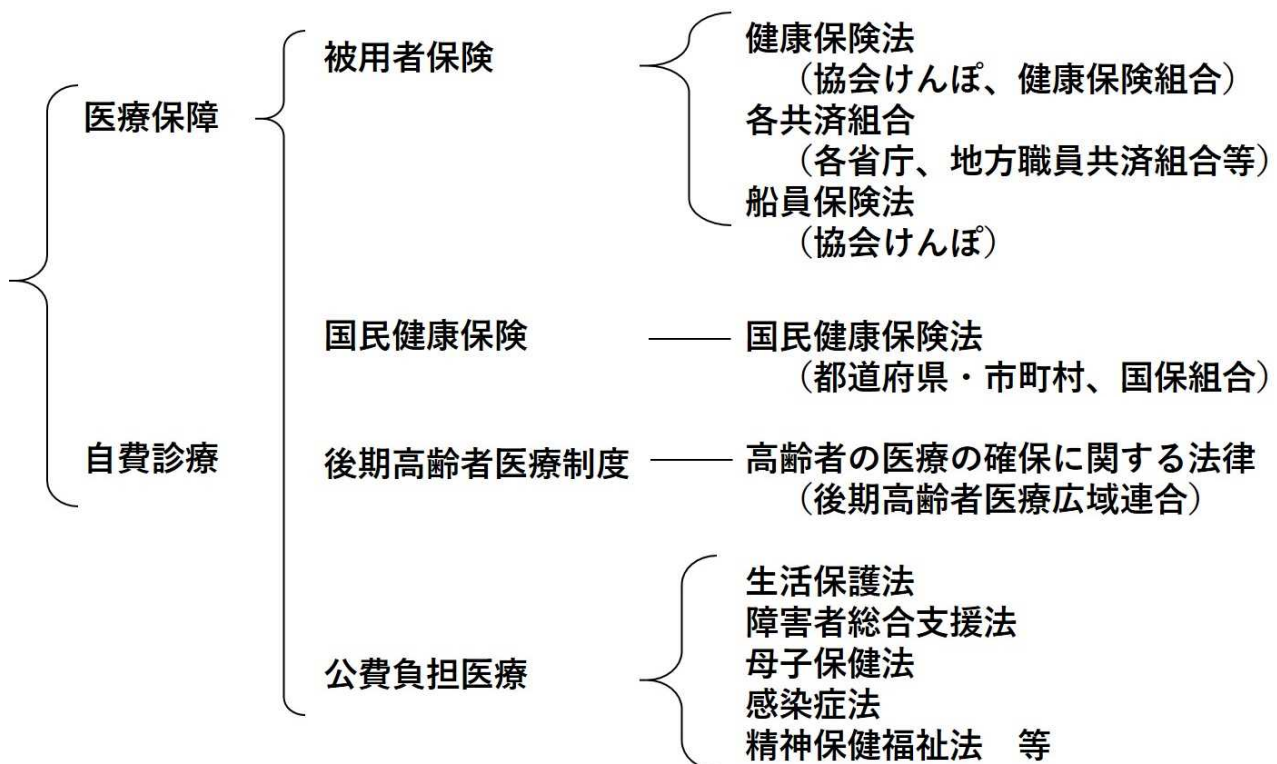 医療保障
自費診療
被用者保険
健康保険法
（協会けんぽ、健康保険組合）
各共済組合
（各省庁、地方職員共済組合等）
船員保険法
（協会けんぽ）
国民健康保険
国民健康保険法
（都道府県・市町村、国保組合）
後期高齢者医療制度
高齢者の医療の確保に関する法律
（後期高齢者医療広域連合）
公費負担医療
生活保護法
障害者総合支援法
母子保健法
感染症法
精神保健福祉法　等